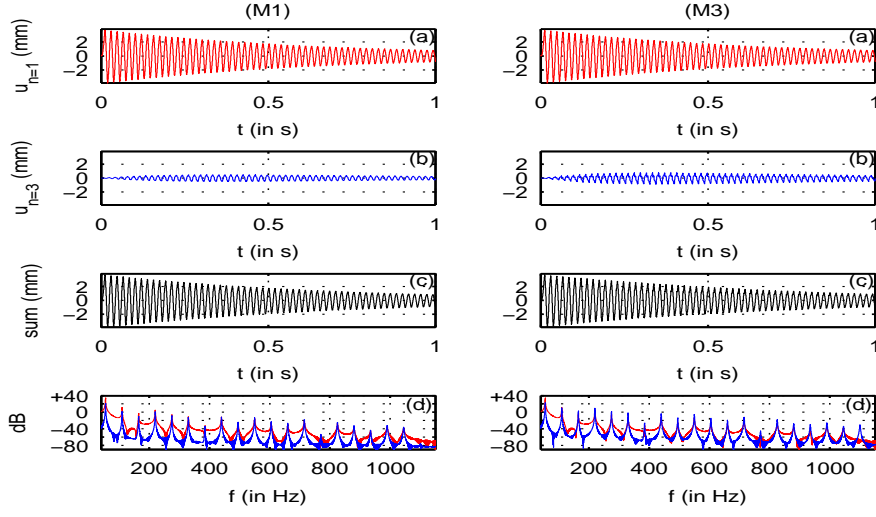 (M1)
(a)
u_{n=1} (mm)
2
0
−2
0
0.5
1
t (in s)
(b)
u_{n=3} (mm)
2
0
−2
0
0.5
1
t (in s)
(c)
sum (mm)
2
0
−2
0
0.5
1
t (in s)
(d)
dB
+40
0
−40
−80
200
400
600
800
1000
f (in Hz)
(M3)
(a)
2
0
−2
0
0.5
1
t (in s)
(b)
2
0
−2
0
0.5
1
t (in s)
(c)
2
0
−2
0
0.5
1
t (in s)
(d)
+40
0
−40
−80
200
400
600
800
1000
f (in Hz)